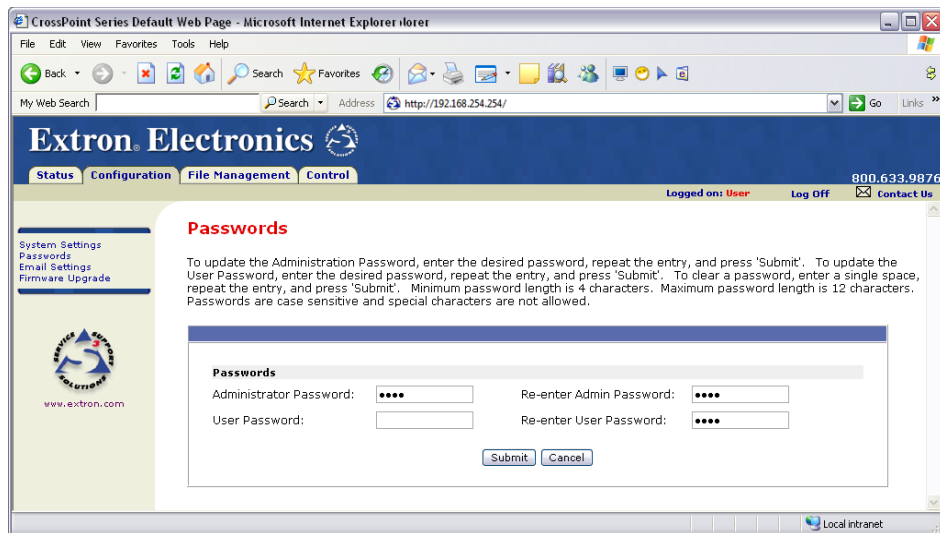 CrossPoint Series Default Web Page - Microsoft Internet Explorer lorer
File Edit View Favorites Tools Help
Back Search Favorites
My Web Search Search Address http://192.168.254.254/ Go Links »
Extron® Electronics
Status Configuration File Management Control
800.633.9876
Logged on: User Log Off Contact Us
System Settings
Passwords
Email Settings
Firmware Upgrade
SERVICE SUPPORT SOLUTIONS
3
www.extron.com
Passwords
To update the Administration Password, enter the desired password, repeat the entry, and press 'Submit'. To update the
User Password, enter the desired password, repeat the entry, and press 'Submit'. To clear a password, enter a single space,
repeat the entry, and press 'Submit'. Minimum password length is 4 characters. Maximum password length is 12 characters.
Passwords are case sensitive and special characters are not allowed.
Passwords
Administrator Password: •••• Re-enter Admin Password: ••••
User Password: Re-enter User Password: ••••
Submit Cancel
Local intranet